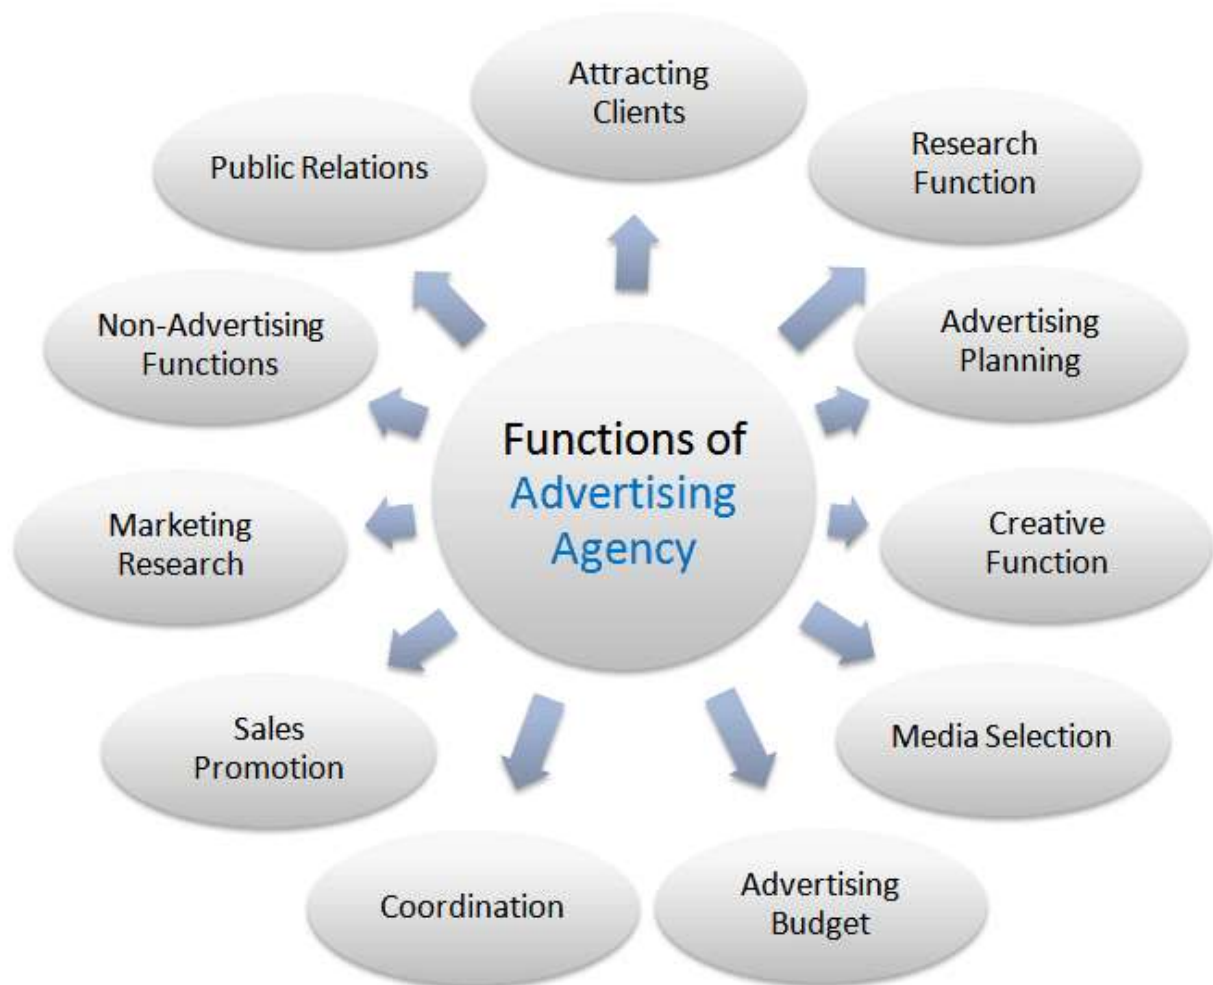 Attracting
Clients
Research
Function
Advertising
Planning
Creative
Function
Media Selection
Advertising
Budget
Coordination
Sales
Promotion
Marketing
Research
Non-Advertising
Functions
Public Relations
Functions of
Advertising
Agency